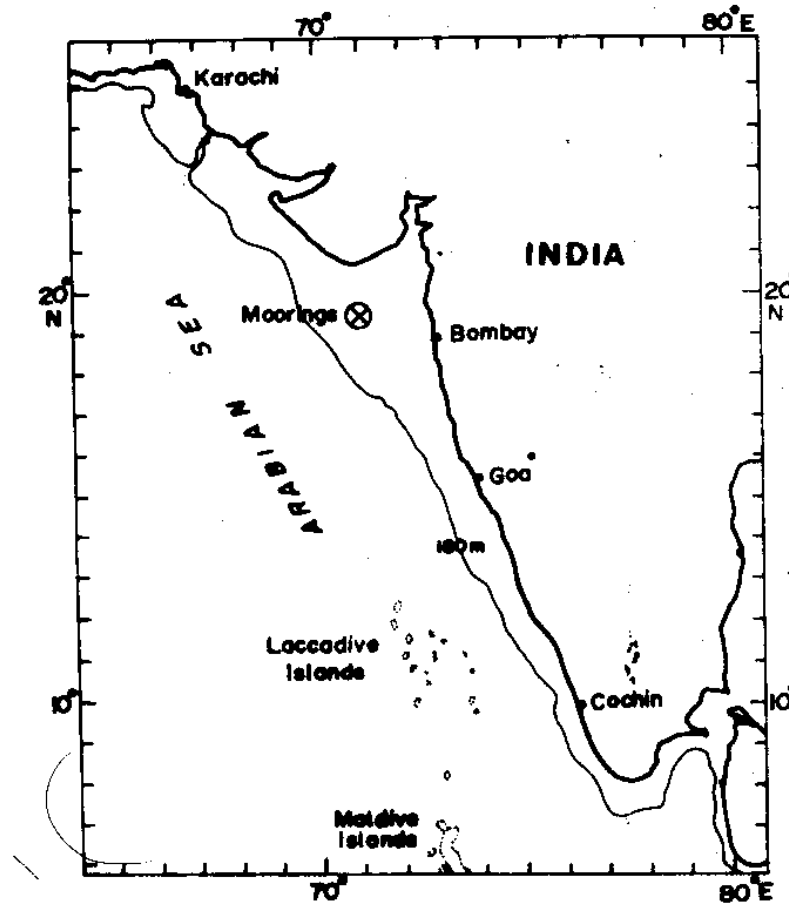 70°
80°E
Karachi
INDIA
20°
N
20
N
Moorings
Bombay
ARABIAN SEA
Goa
180m
Laccadive
Islands
10°
Cochin
10
Maldive
Islands
70°
80°E